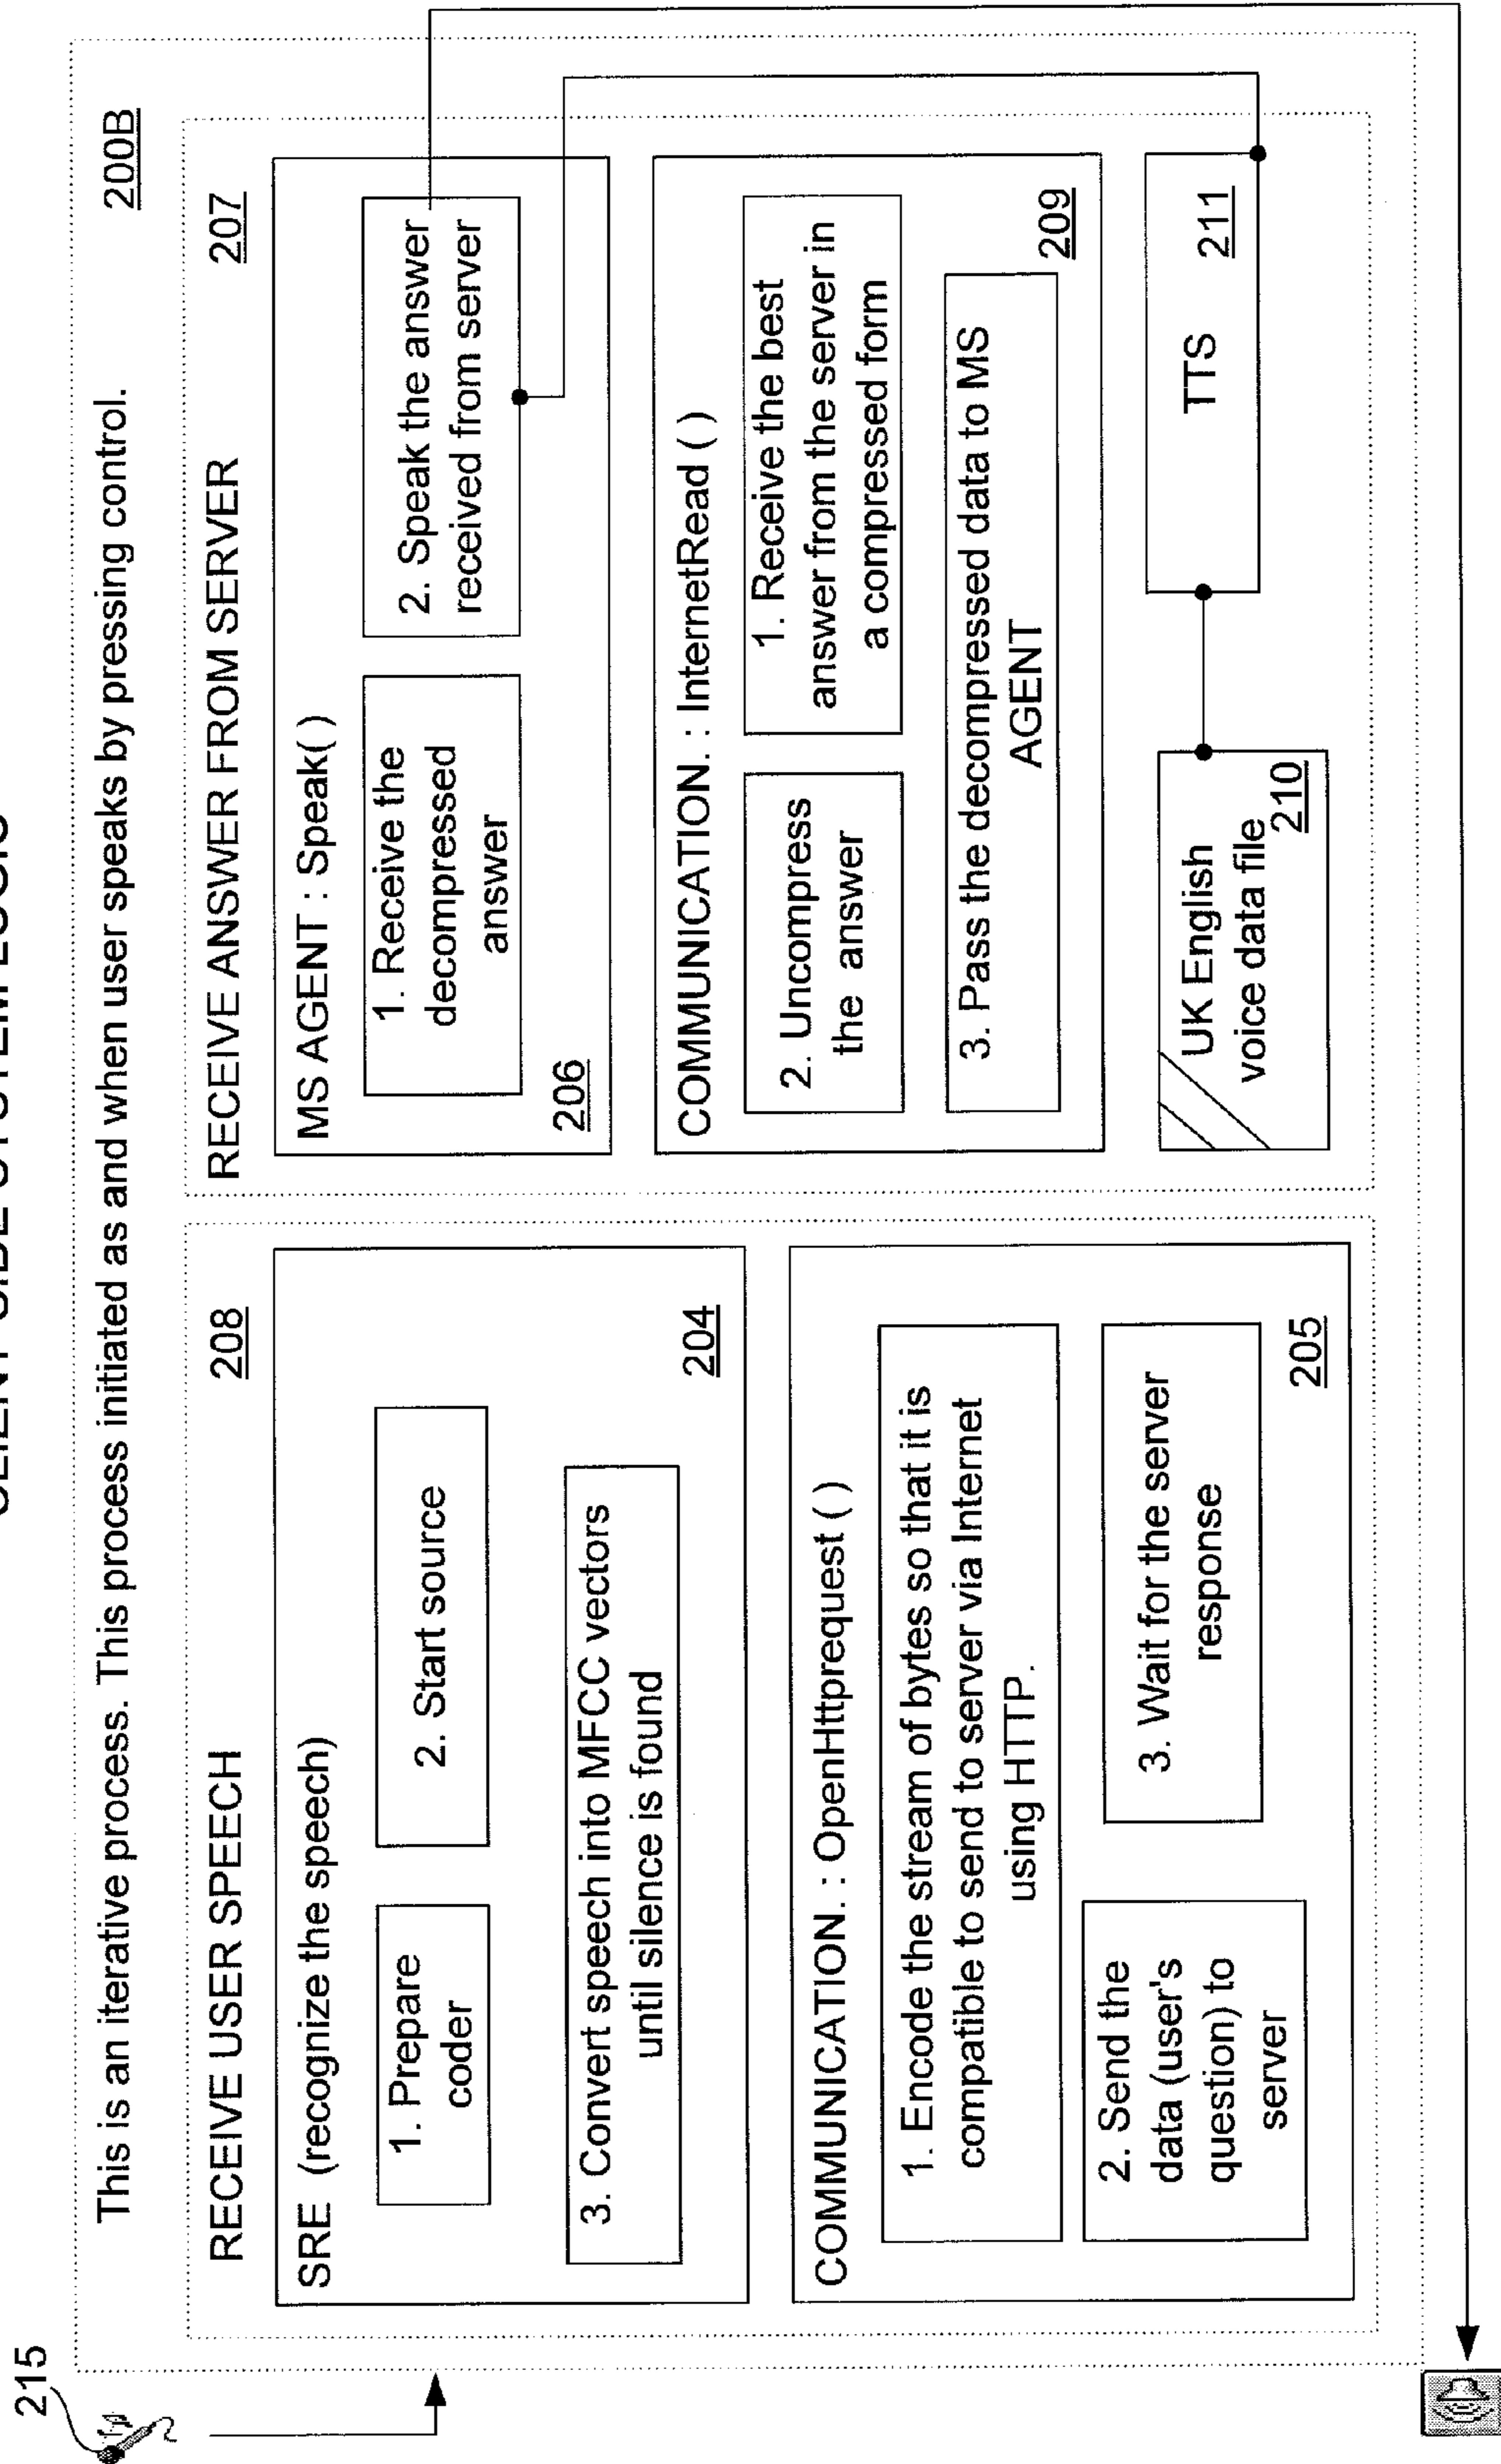 215
This is an iterative process. This process initiated as and when user speaks by pressing control.
200B
RECEIVE USER SPEECH
208
SRE (recognize the speech)
1. Prepare
coder
2. Start source
3. Convert speech into MFCC vectors
until silence is found
204
COMMUNICATION. : OpenHttprequest ( )
1. Encode the stream of bytes so that it is
compatible to send to server via Internet
using HTTP.
2. Send the
data (user's
question) to
server
3. Wait for the server
response
205
RECEIVE ANSWER FROM SERVER
207
MS AGENT : Speak( )
1. Receive the
decompressed
answer
2. Speak the answer
received from server
206
COMMUNICATION. : InternetRead ( )
2. Uncompress
the answer
1. Receive the best
answer from the server in
a compressed form
3. Pass the decompressed data to MS
AGENT
209
UK English
voice data file
210
TTS
211